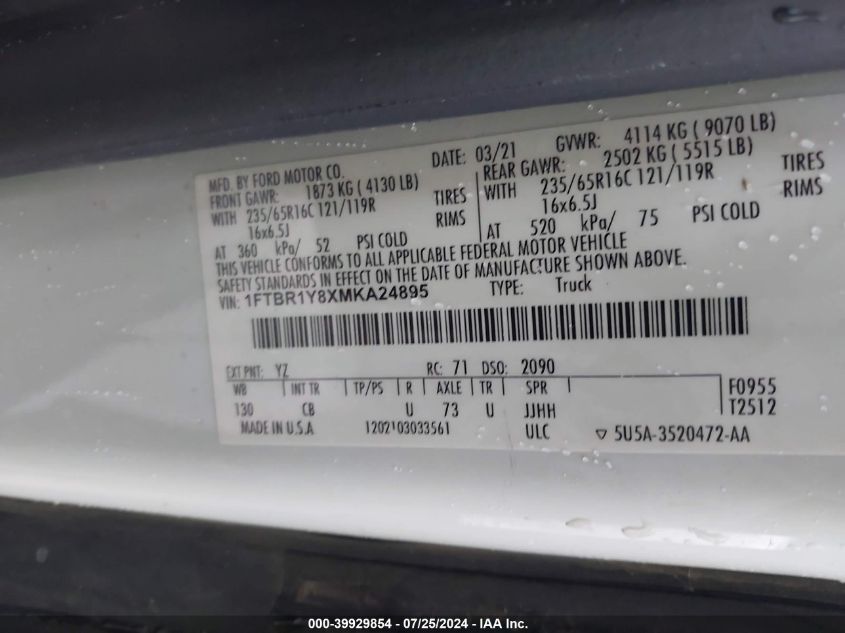 MFD. BY FORD MOTOR CO. DATE: 03/21 GVWR: 4114 KG ( 9070 LB)
FRONT GAWR: 1873 KG ( 4130 LB) REAR GAWR: 2502 KG ( 5515 LB)
WITH 235/65R16C 121/119R TIRES WITH 235/65R16C 121/119R TIRES
16x6.5J RIMS 16x6.5J RIMS
AT 360 kPa/ 52 PSI COLD AT 520 kPa/ 75 PSI COLD
THIS VEHICLE CONFORMS TO ALL APPLICABLE FEDERAL MOTOR VEHICLE
SAFETY STANDARDS IN EFFECT ON THE DATE OF MANUFACTURE SHOWN ABOVE.
VIN: 1FTBR1Y8XMKA24895 TYPE: Truck
EXT PNT: YZ RC: 71 DSO: 2090
WB INT TR TP/PS R AXLE TR SPR F0955
130 CB U 73 U JJHH T2512
MADE IN U.S.A 1202103033561 ULC 5U5A-3520472-AA
000-39929854 - 07/25/2024 - IAA Inc.